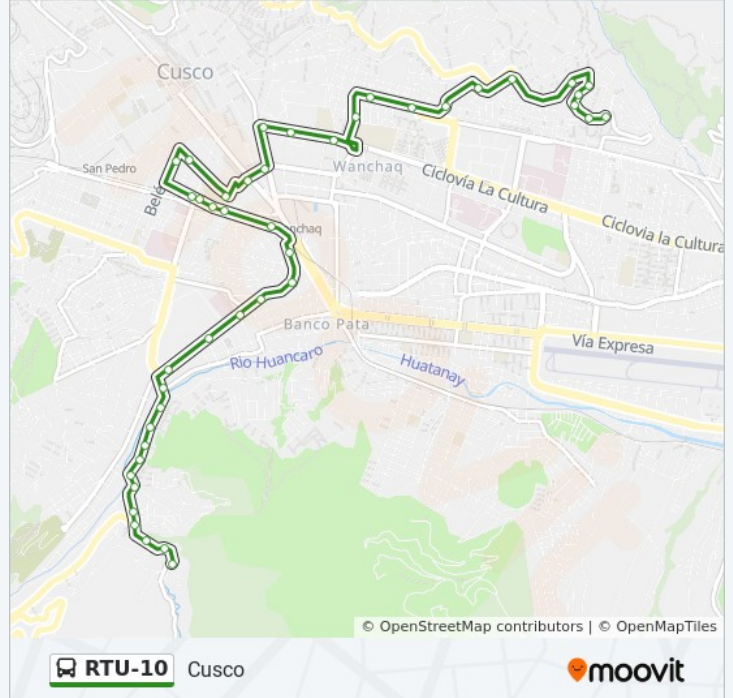 Cusco
San Pedro
Belé
Wanchaq
Ciclovía La Cultura
Ciclovia la Cultura
nchaq
Banco Pata
Vía Expresa
Rio Huancaro
Huatanay
© OpenStreetMap contributors | © OpenMapTiles
RTU-10 Cusco
moovit